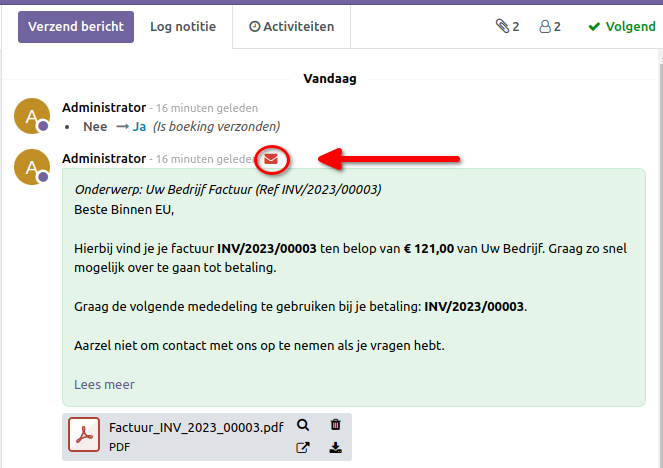 Verzend bericht Log notitie Activiteiten 2 2 Volgend
Vandaag
A Administrator - 16 minuten geleden
• Nee → Ja (Is boeking verzonden)
A Administrator - 16 minuten geleden
Onderwerp: Uw Bedrijf Factuur (Ref INV/2023/00003)
Beste Binnen EU,
Hierbij vind je je factuur INV/2023/00003 ten belop van € 121,00 van Uw Bedrijf. Graag zo snel
mogelijk over te gaan tot betaling.
Graag de volgende mededeling te gebruiken bij je betaling: INV/2023/00003.
Aarzel niet om contact met ons op te nemen als je vragen hebt.
Lees meer
Factuur_INV_2023_00003.pdf
PDF